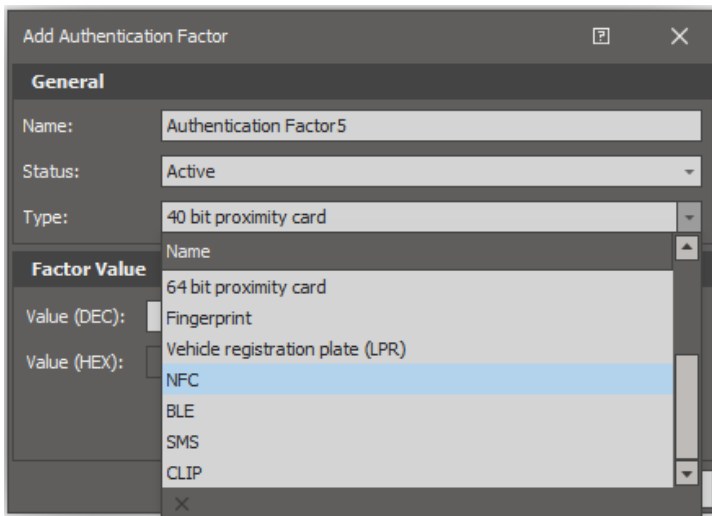 Add Authentication Factor
General
Name: Authentication Factor5
Status: Active
Type: 40 bit proximity card
Name
Factor Value
64 bit proximity card
Value (DEC):
Fingerprint
Vehicle registration plate (LPR)
Value (HEX):
NFC
BLE
SMS
CLIP